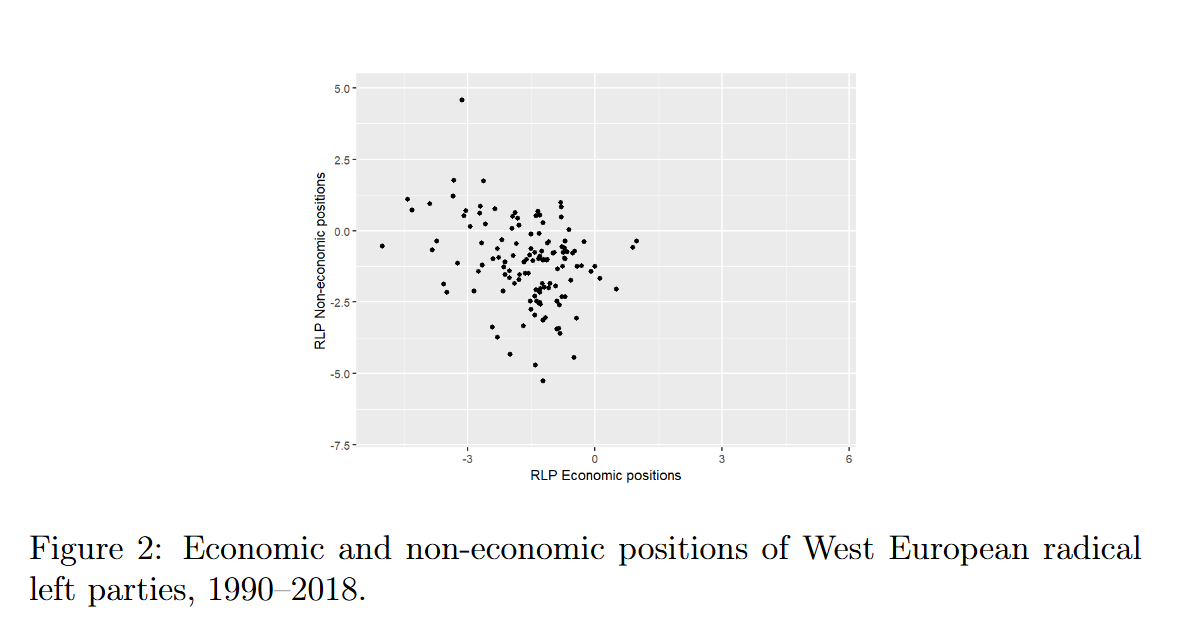 5.0
2.5
0.0
-2.5
-5.0
-7.5
RLP Non-economic positions
-3 0 3 6
RLP Economic positions
Figure 2: Economic and non-economic positions of West European radical
left parties, 1990–2018.